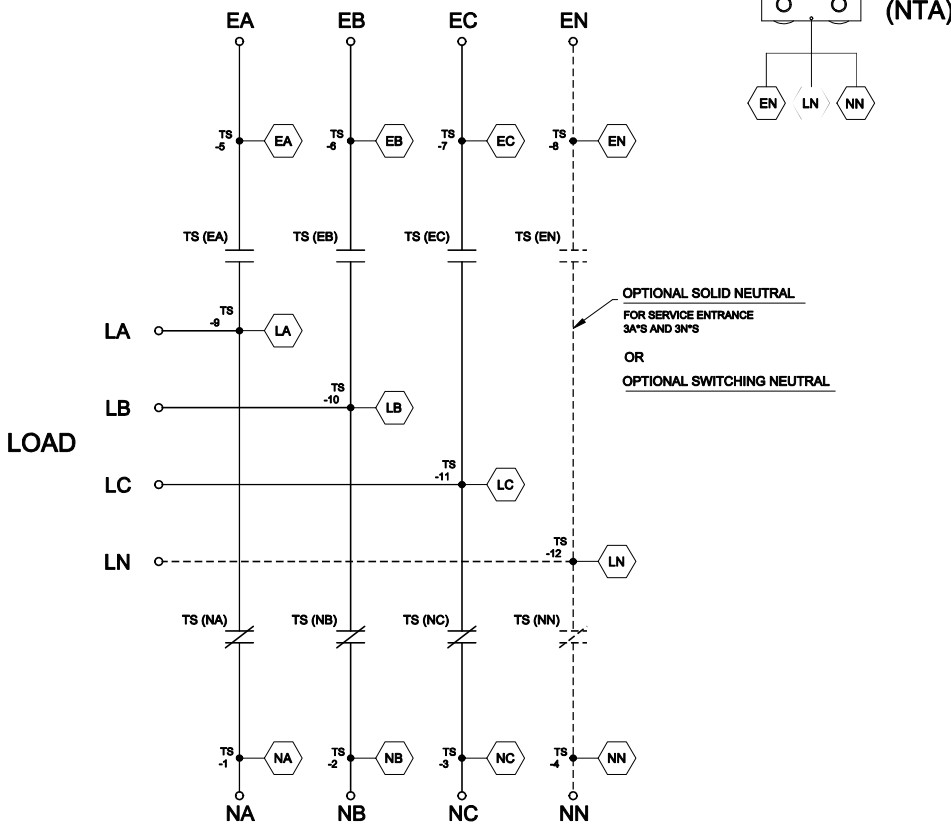 (NTA)
EA EB EC EN
EN LN NN
TS
-5
EA
TS
-6
EB
TS
-7
EC
TS
-8
EN
TS (EA) TS (EB) TS (EC) TS (EN)
OPTIONAL SOLID NEUTRAL
FOR SERVICE ENTRANCE
3A*S AND 3N*S
OR
OPTIONAL SWITCHING NEUTRAL
LA
TS
-9
LA
LB
TS
-10
LB
LOAD
LC
TS
-11
LC
LN
TS
-12
LN
TS (NA) TS (NB) TS (NC) TS (NN)
TS
-1
NA
TS
-2
NB
TS
-3
NC
TS
-4
NN
NA NB NC NN